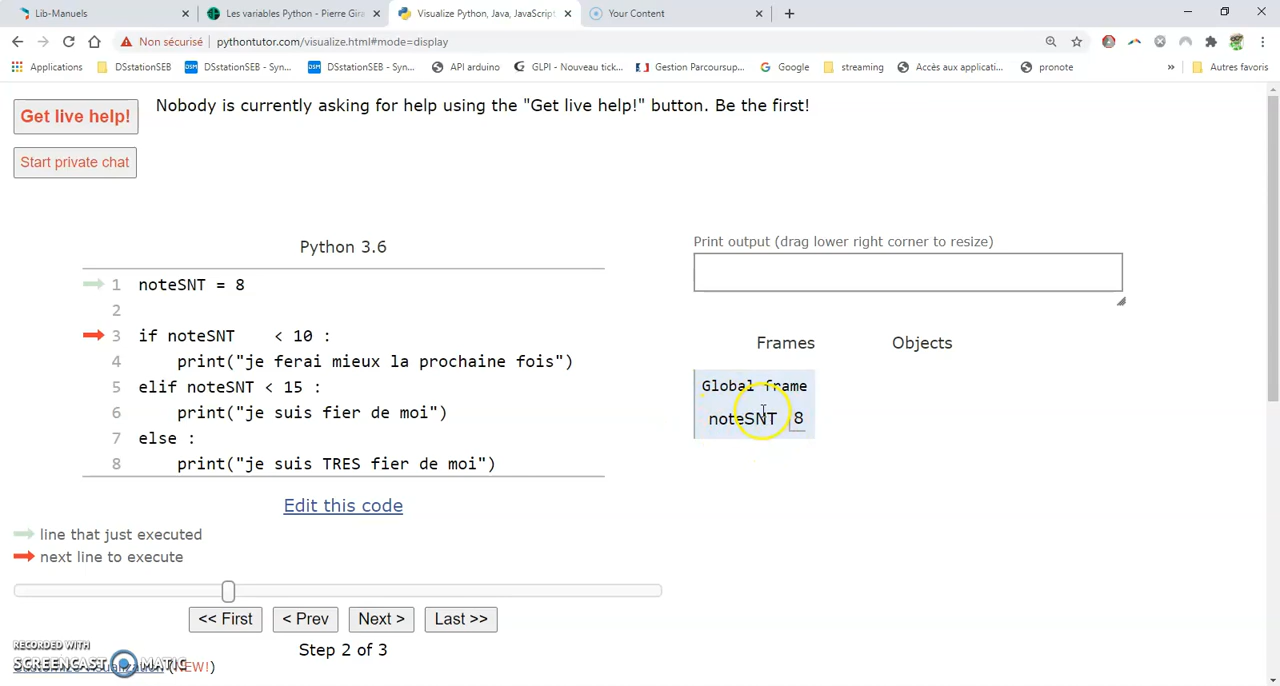 Lib-Manuels
Les variables Python - Pierre Gira
Visualize Python, Java, JavaScript
Your Content
Non sécurisé
pythontutor.com/visualize.html#mode=display
Applications
DSstationSEB
DSstationSEB - Syn...
DSstationSEB - Syn...
API arduino
GLPI - Nouveau tick...
Gestion Parcoursup...
Google
streaming
Accès aux applicati...
pronote
»
Autres favoris
Get live help!
Nobody is currently asking for help using the "Get live help!" button. Be the first!
Start private chat
Python 3.6
1 noteSNT = 8
2
3 if noteSNT    < 10 :
4     print("je ferai mieux la prochaine fois")
5 elif noteSNT < 15 :
6     print("je suis fier de moi")
7 else :
8     print("je suis TRES fier de moi")
Edit this code
line that just executed
next line to execute
<< First
< Prev
Next >
Last >>
Step 2 of 3
Print output (drag lower right corner to resize)
Frames
Objects
Global frame
noteSNT 8
RECORDED WITH
SCREENCAST MATIC
(NEW!)